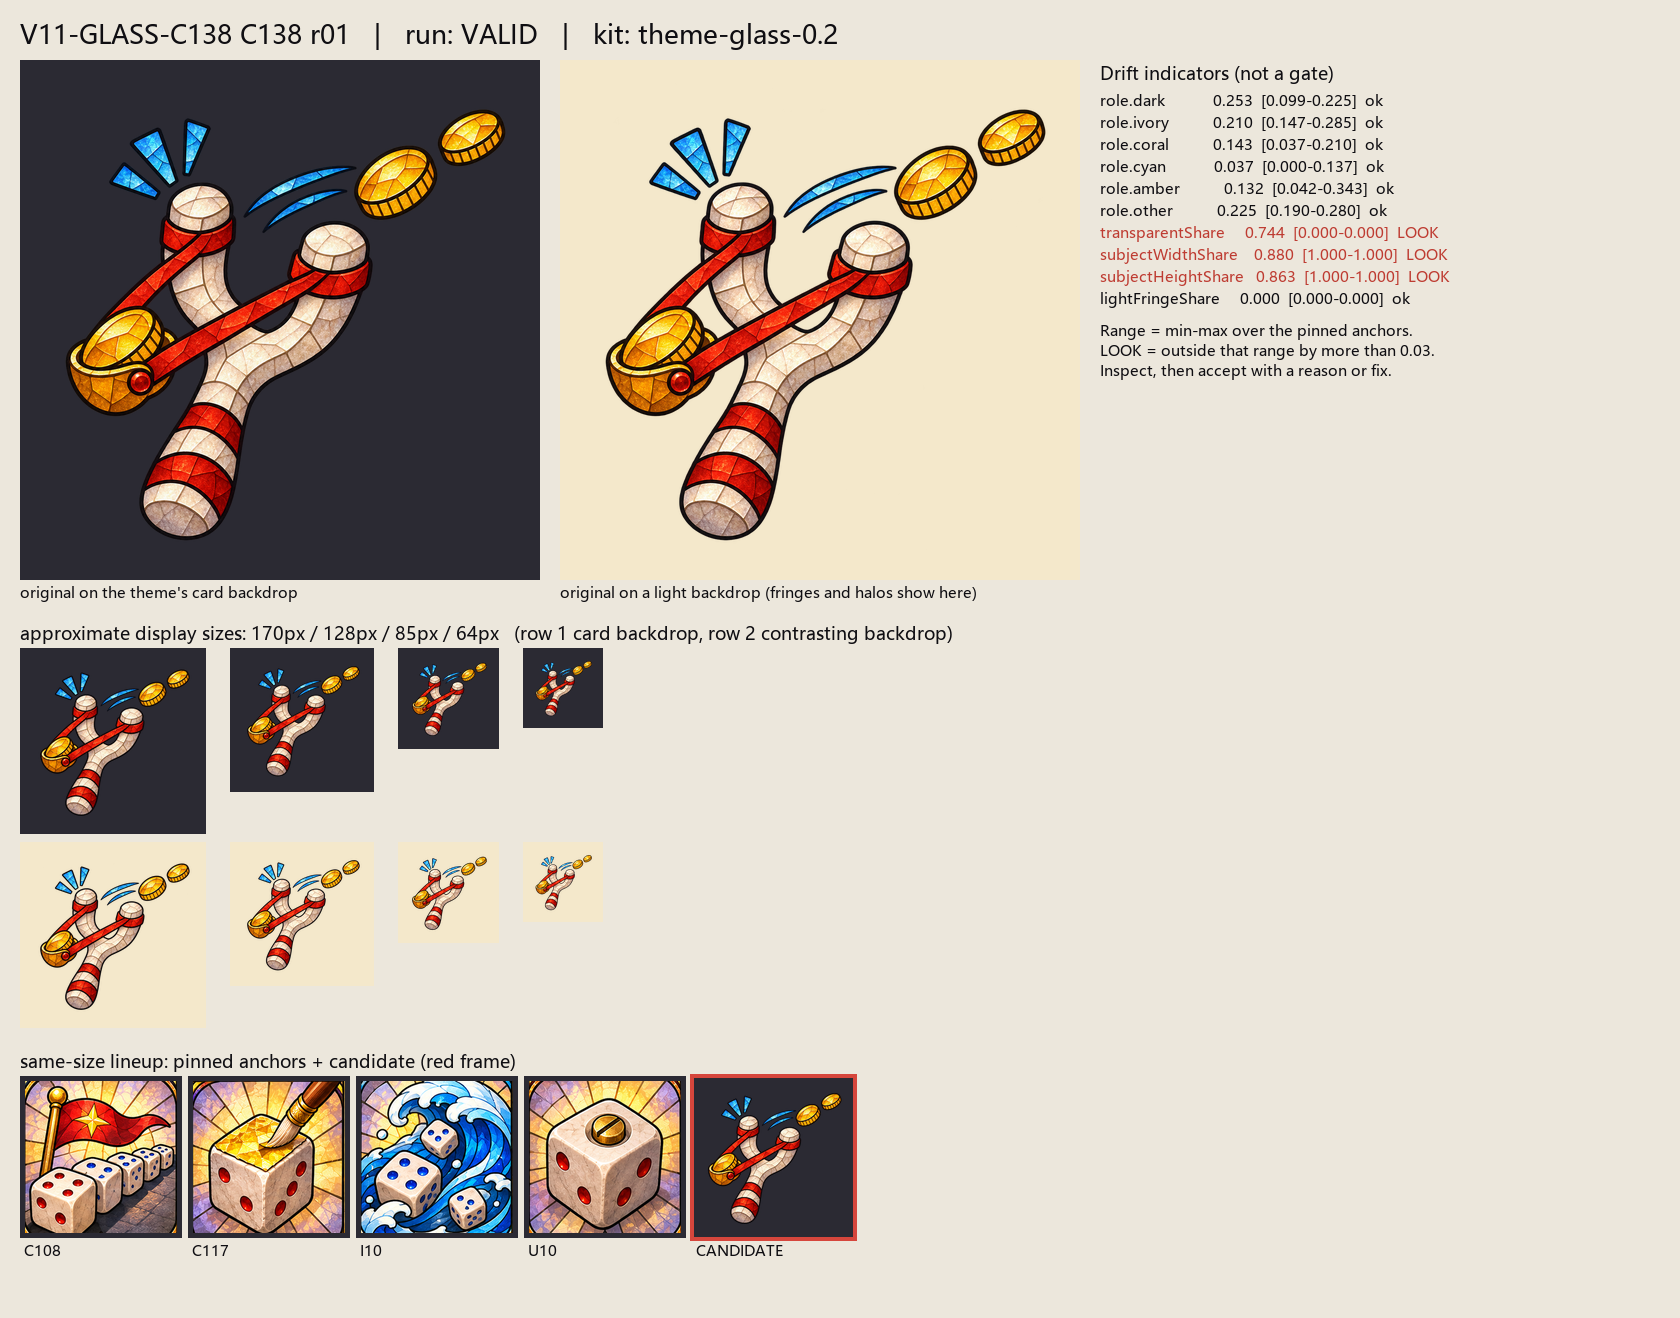 V11-GLASS-C138 C138 r01 | run: VALID | kit: theme-glass-0.2
Drift indicators (not a gate)
role.dark 0.253 [0.099-0.225] ok
role.ivory 0.210 [0.147-0.285] ok
role.coral 0.143 [0.037-0.210] ok
role.cyan 0.037 [0.000-0.137] ok
role.amber 0.132 [0.042-0.343] ok
role.other 0.225 [0.190-0.280] ok
transparentShare 0.744 [0.000-0.000] LOOK
subjectWidthShare 0.880 [1.000-1.000] LOOK
subjectHeightShare 0.863 [1.000-1.000] LOOK
lightFringeShare 0.000 [0.000-0.000] ok
Range = min-max over the pinned anchors.
LOOK = outside that range by more than 0.03.
Inspect, then accept with a reason or fix.
original on the theme's card backdrop
original on a light backdrop (fringes and halos show here)
approximate display sizes: 170px / 128px / 85px / 64px (row 1 card backdrop, row 2 contrasting backdrop)
same-size lineup: pinned anchors + candidate (red frame)
C108
C117
I10
U10
CANDIDATE